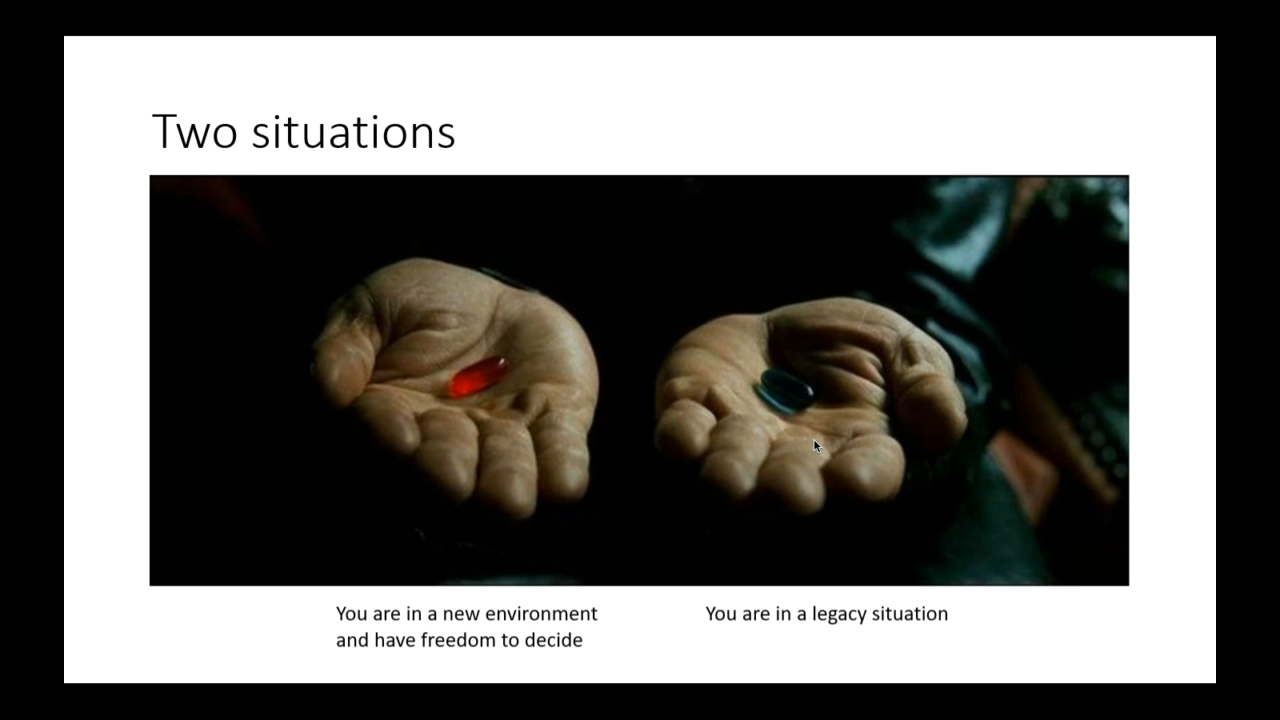 Two situations
You are in a new environment
and have freedom to decide
You are in a legacy situation